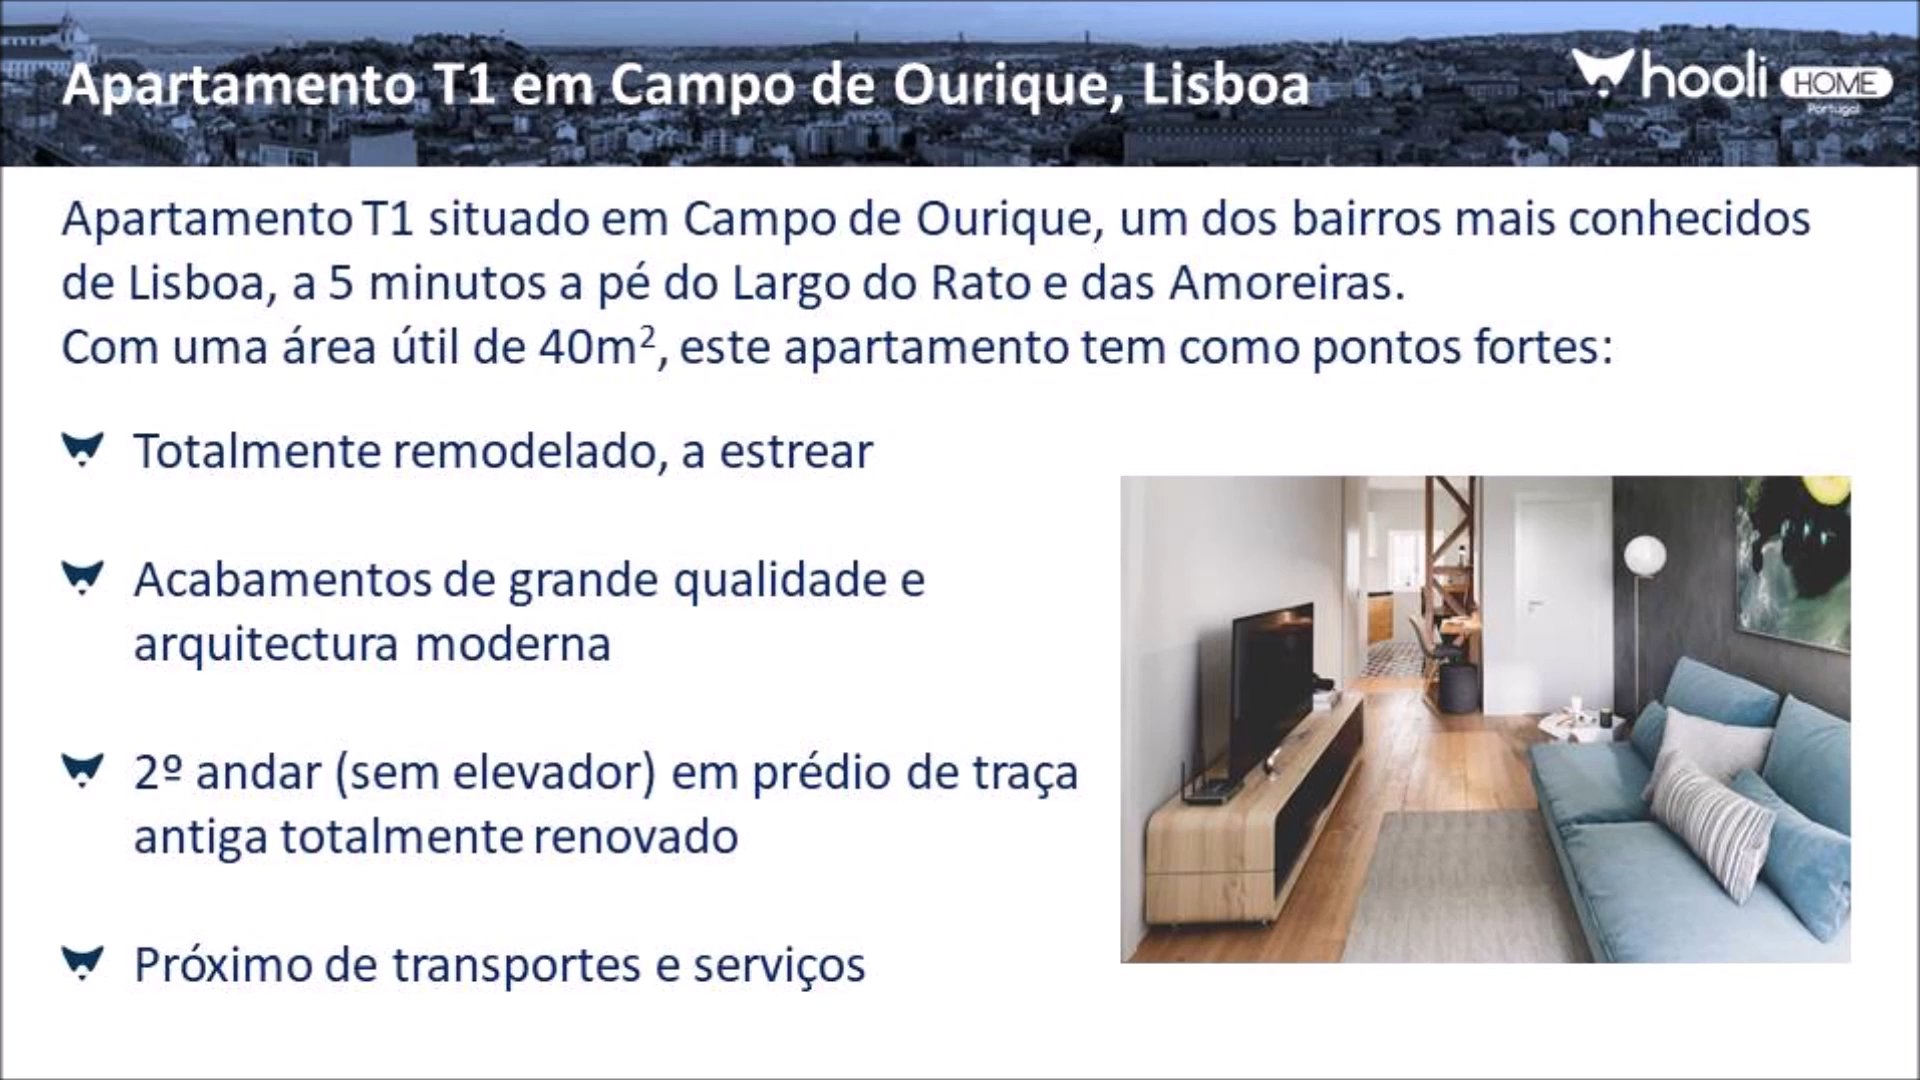 Apartamento T1 em Campo de Ourique, Lisboa
hooli HOME
Portugal
Apartamento T1 situado em Campo de Ourique, um dos bairros mais conhecidos
de Lisboa, a 5 minutos a pé do Largo do Rato e das Amoreiras.
Com uma área útil de 40m², este apartamento tem como pontos fortes:
Totalmente remodelado, a estrear
Acabamentos de grande qualidade e
arquitectura moderna
2º andar (sem elevador) em prédio de traça
antiga totalmente renovado
Próximo de transportes e serviços